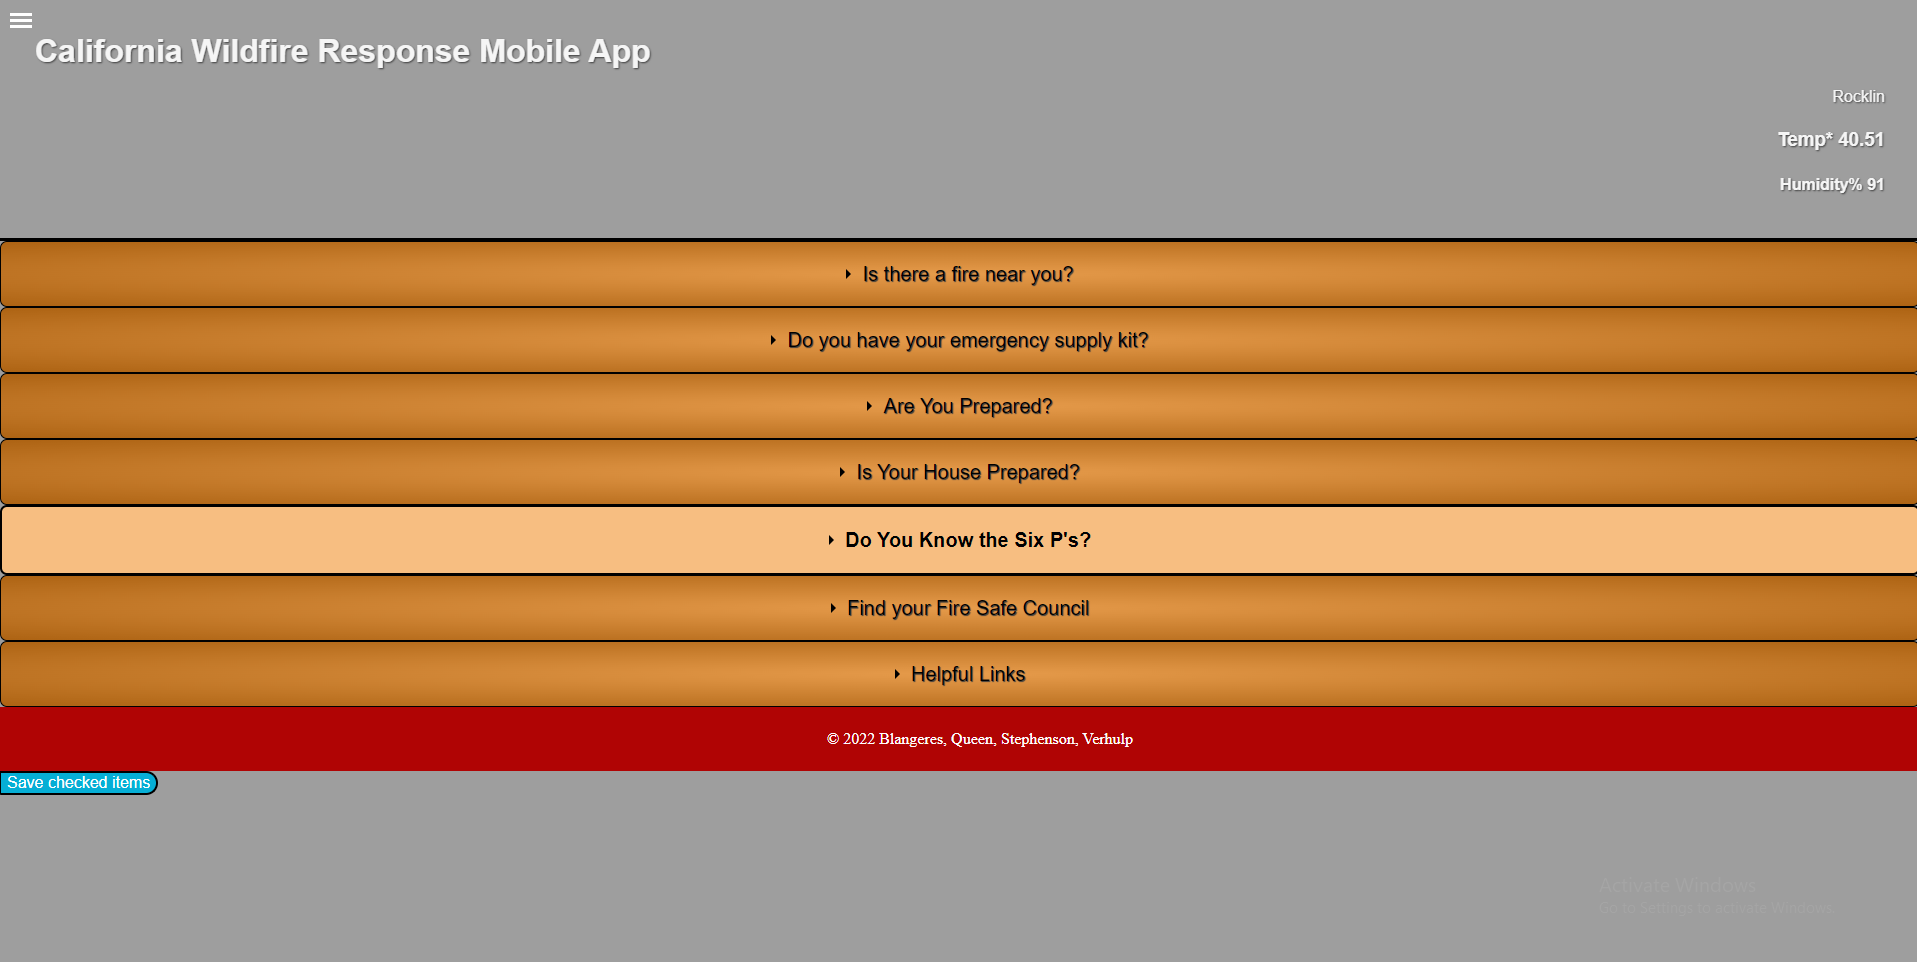 California Wildfire Response Mobile App
Rocklin
Temp* 40.51
Humidity% 91
Is there a fire near you?
Do you have your emergency supply kit?
Are You Prepared?
Is Your House Prepared?
Do You Know the Six P's?
Find your Fire Safe Council
Helpful Links
© 2022 Blangeres, Queen, Stephenson, Verhulp
Save checked items
Activate Windows
Go to Settings to activate Windows.